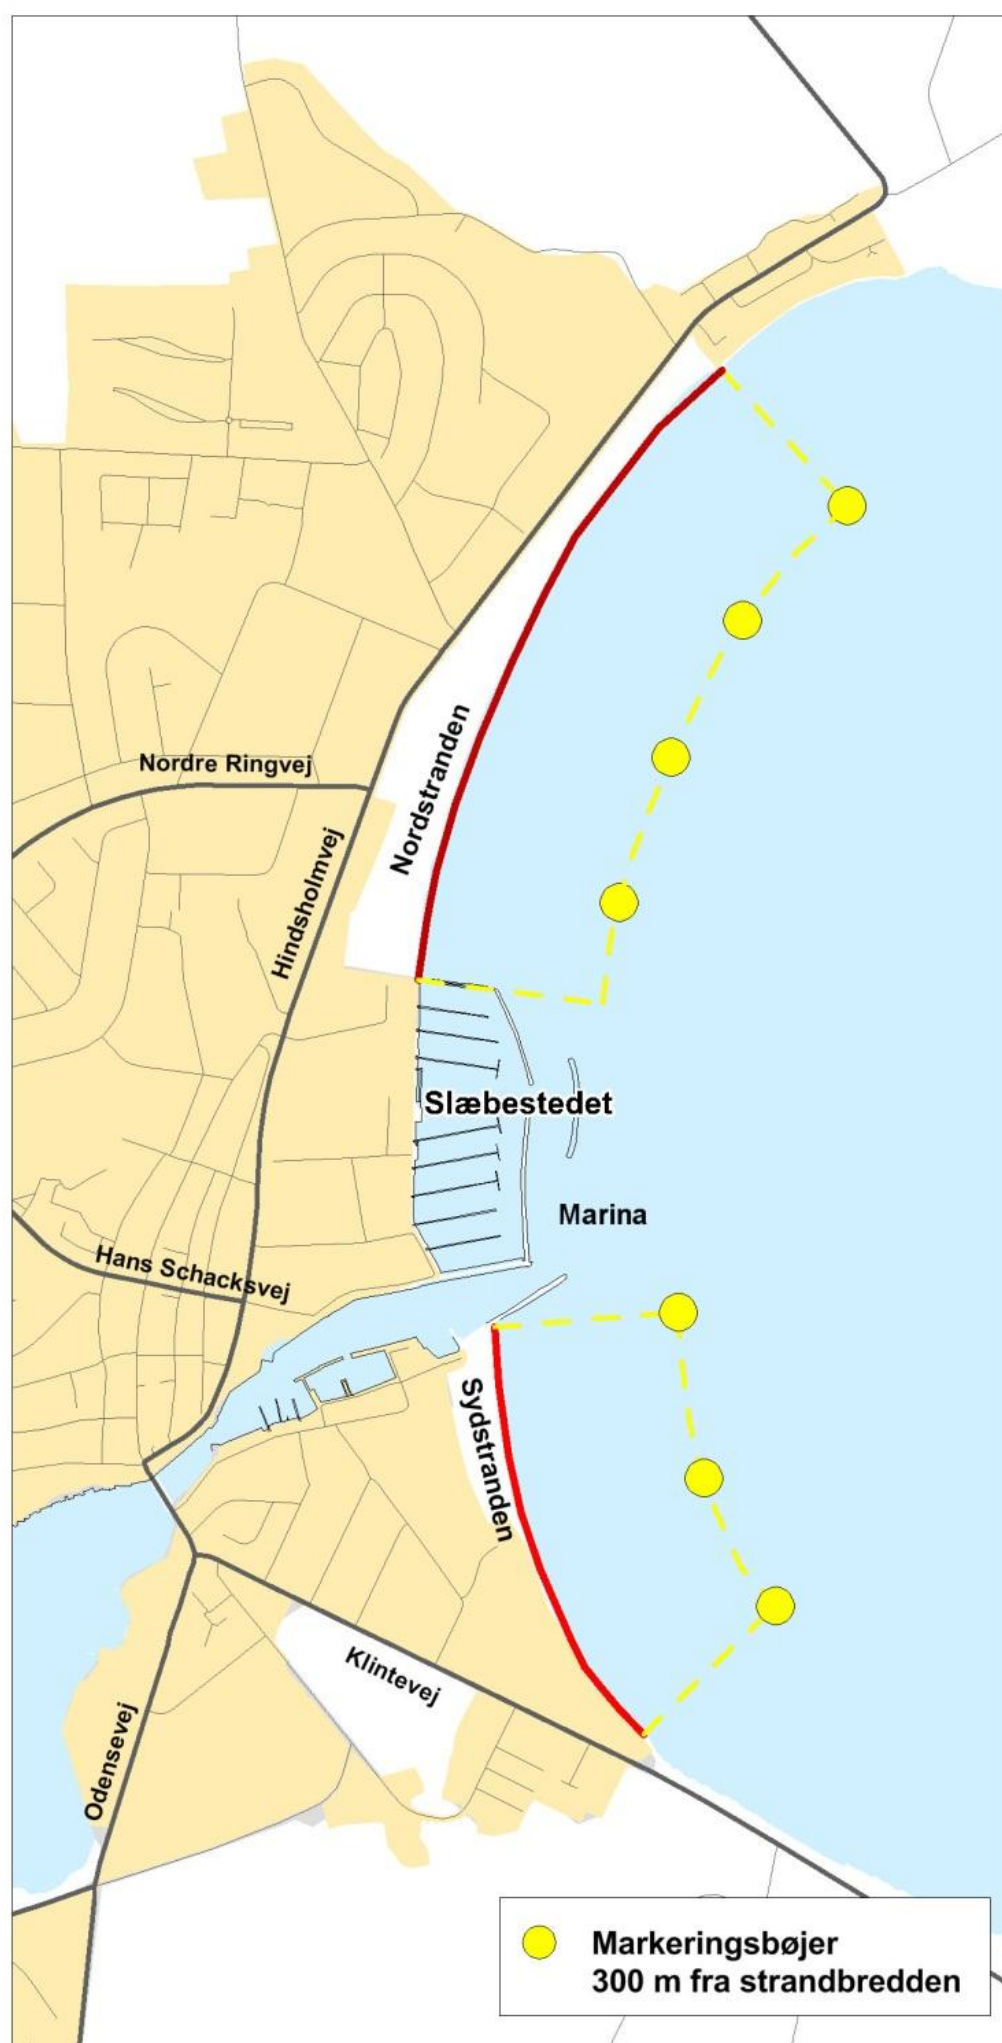 Nordre Ringvej
Nordstranden
Hindsholmvej
Slæbestedet
Marina
Hans Schacksvej
Sydstranden
Klintevej
Odensevej
Markeringsbøjer
300 m fra strandbredden